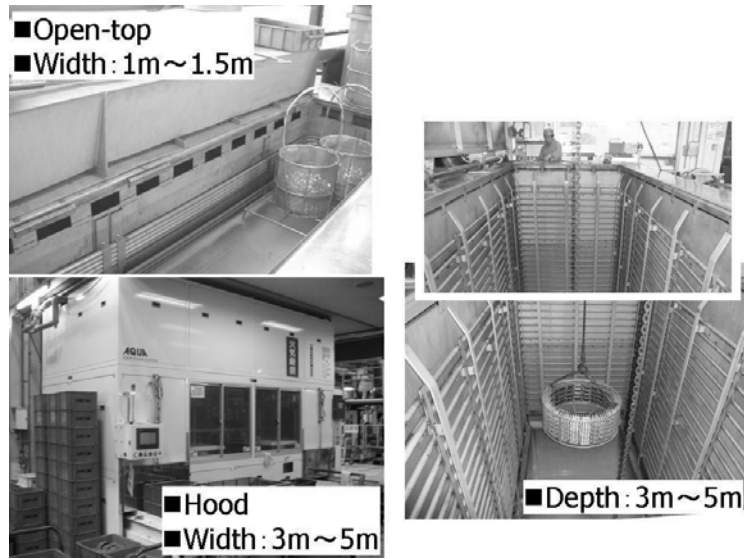 ■Open-top
■Width：1m～1.5m
AQUA
■Hood
■Width：3m～5m
■Depth：3m～5m